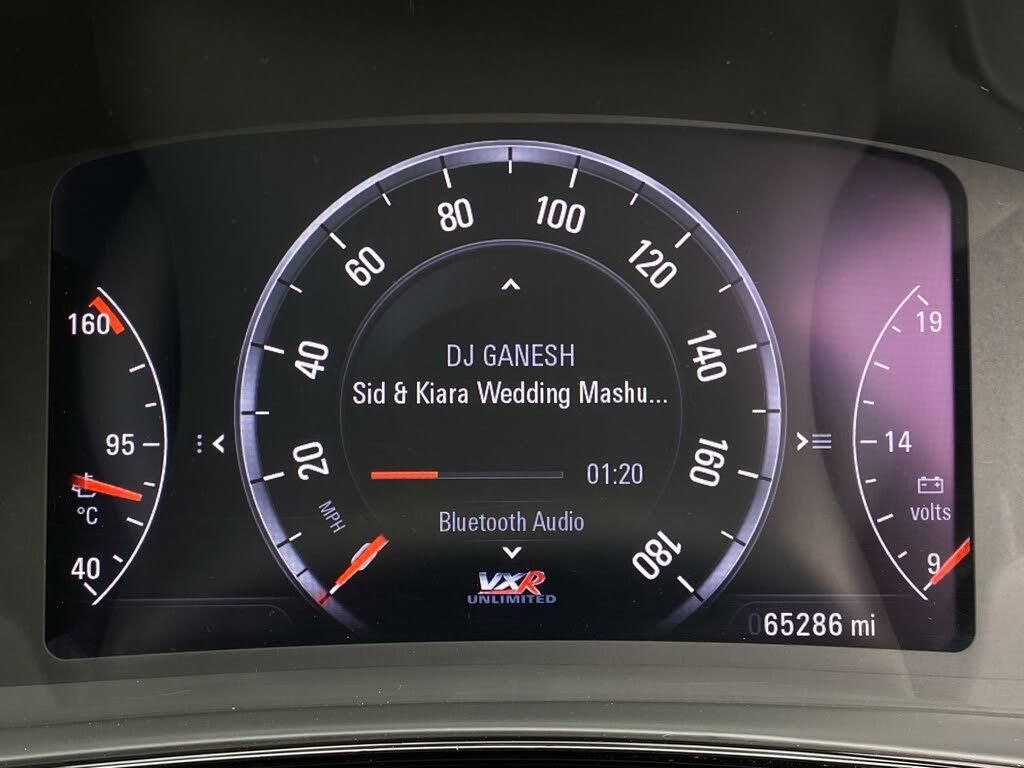 80 100
60 120
40 140
20 160
MPH 180
160
95
°C
40
DJ GANESH
Sid & Kiara Wedding Mashu...
01:20
Bluetooth Audio
VXR
UNLIMITED
19
14
volts
9
065286 mi